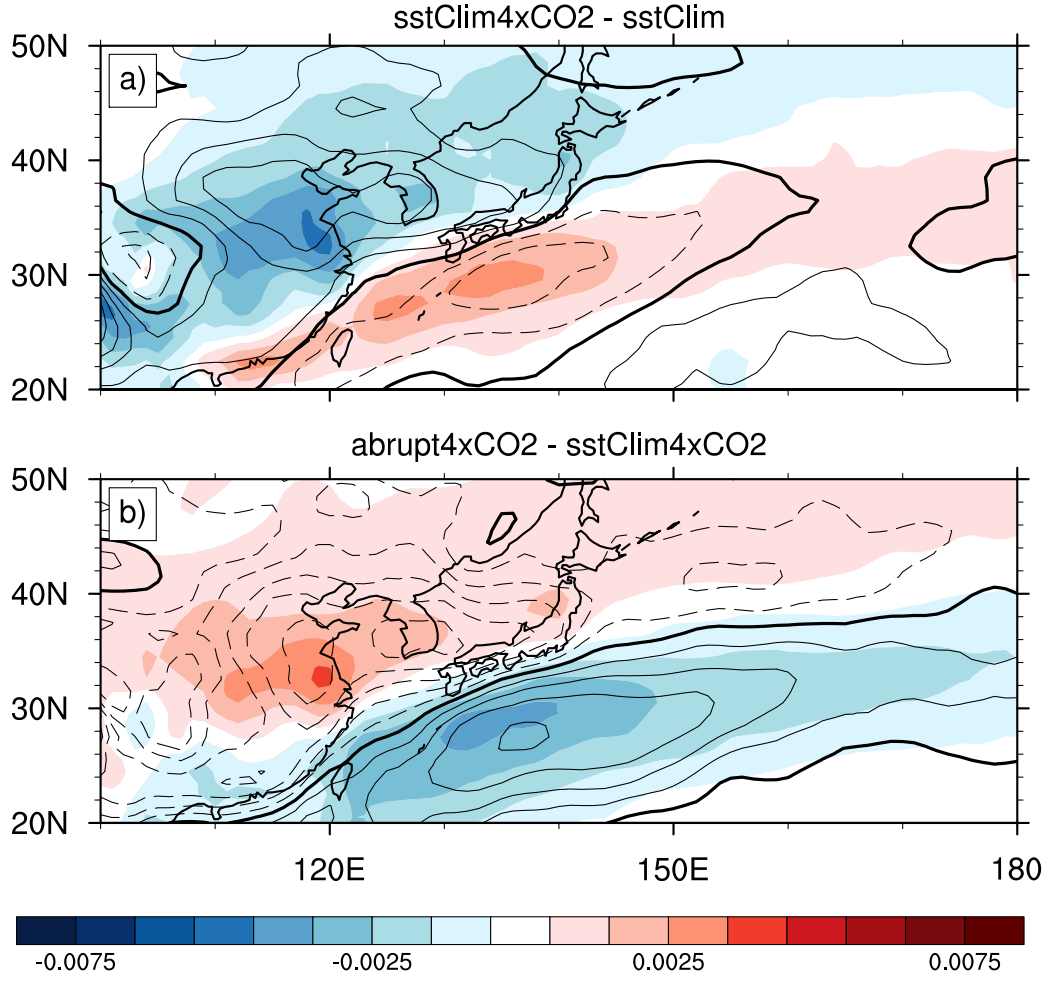 sstClim4xCO2 - sstClim
50N
a)
40N
30N
20N
abrupt4xCO2 - sstClim4xCO2
50N
b)
40N
30N
20N
120E 150E 180
-0.0075 -0.0025 0.0025 0.0075